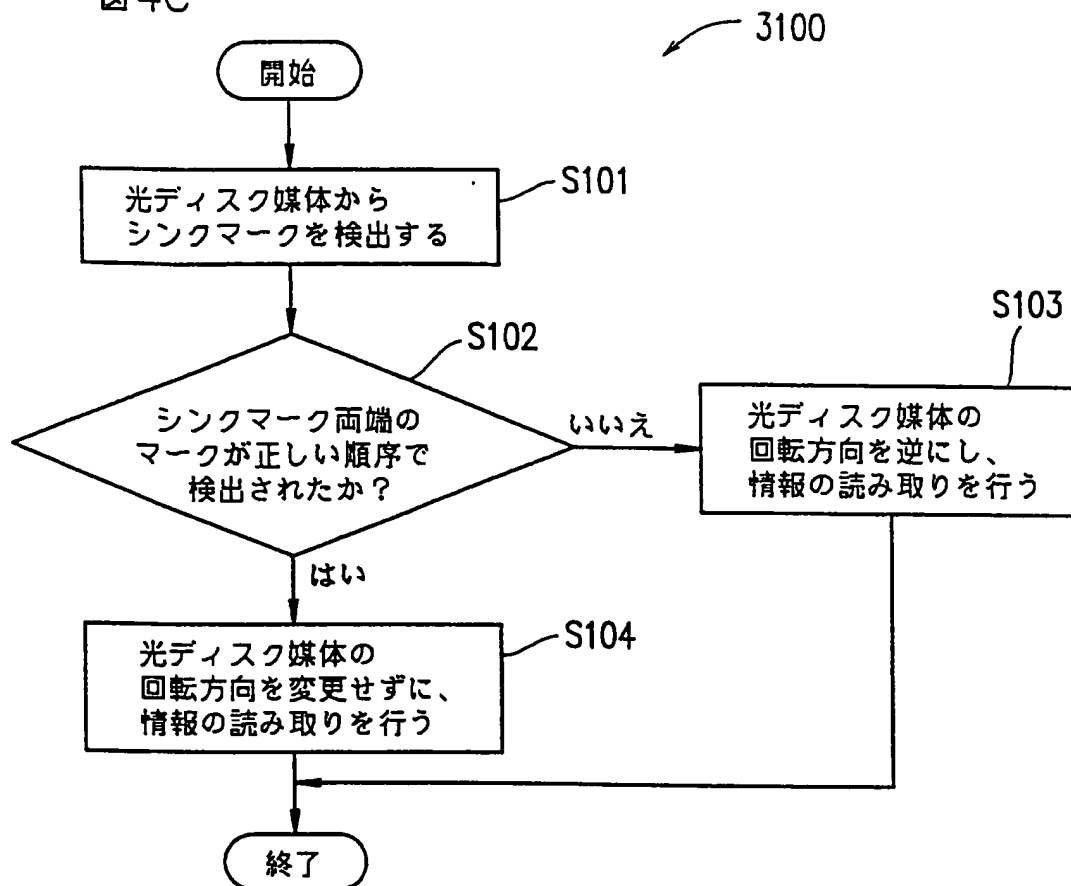 図4C
3100
開始
S101
光ディスク媒体から
シンクマークを検出する
S102
シンクマーク両端の
マークが正しい順序で
検出されたか？
いいえ
S103
光ディスク媒体の
回転方向を逆にし、
情報の読み取りを行う
はい
S104
光ディスク媒体の
回転方向を変更せずに、
情報の読み取りを行う
終了